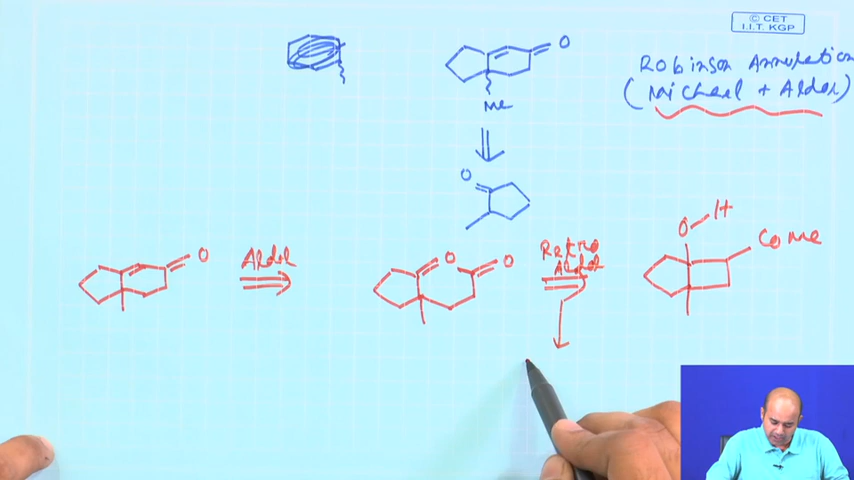 © CET
I.I.T. KGP
O
Robinson Annulation
(Michael + Aldol)
Me
O
O
Aldol
O
O
Retro
Aldol
O-H
CoMe